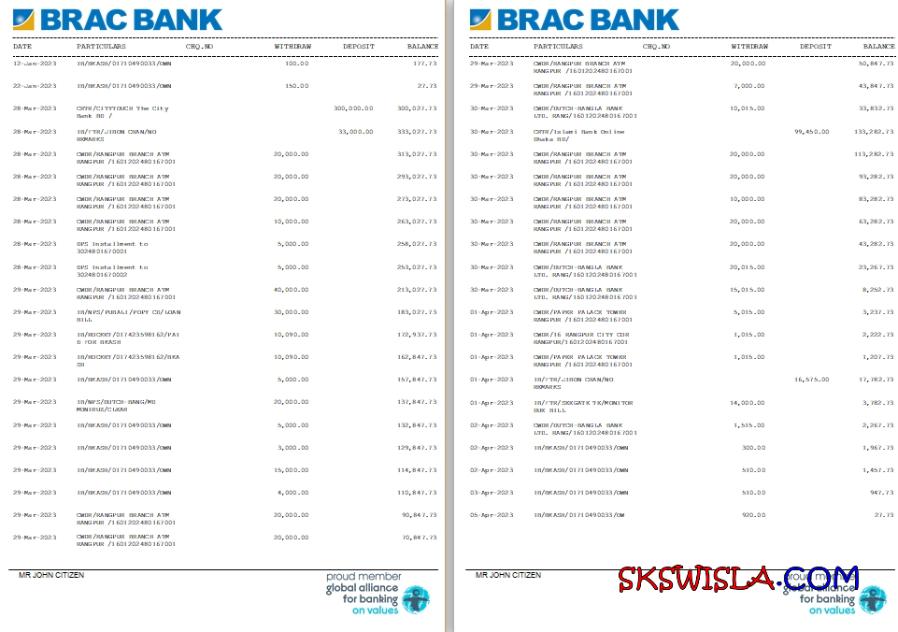 BRAC BANK
DATE PARTICULARS CHQ.NO WITHDRAW DEPOSIT BALANCE
12-Jan-2023 IB/BKASH/01710490033/OWN 100.00 177.73
22-Jan-2023 IB/BKASH/01710490033/OWN 150.00 27.73
28-Mar-2023 CHTN/CITYTOUCH The City 300,000.00 300,027.73
Bank BD /
28-Mar-2023 IB/FTR/JIBON CHAN/NO 33,000.00 333,027.73
REMARKS
28-Mar-2023 CWDR/RANGPUR BRANCH ATM 20,000.00 313,027.73
RANGPUR /1601202480167001
28-Mar-2023 CWDR/RANGPUR BRANCH ATM 20,000.00 293,027.73
RANGPUR /1601202480167001
28-Mar-2023 CWDR/RANGPUR BRANCH ATM 20,000.00 273,027.73
RANGPUR /1601202480167001
28-Mar-2023 CWDR/RANGPUR BRANCH ATM 10,000.00 263,027.73
RANGPUR /1601202480167001
28-Mar-2023 DPS Installment to 5,000.00 258,027.73
3024801670001
28-Mar-2023 DPS Installment to 5,000.00 253,027.73
3024801670002
29-Mar-2023 CWDR/RANGPUR BRANCH ATM 40,000.00 213,027.73
RANGPUR /1601202480167001
29-Mar-2023 IB/NPS/PUBALI/POPY CO/LOAN 30,000.00 183,027.73
BILL
29-Mar-2023 IB/ROCKET/017423598162/PAI 10,090.00 172,937.73
D FOR BKASH
29-Mar-2023 IB/ROCKET/017423598162/BKA 10,090.00 162,847.73
SH
29-Mar-2023 IB/BKASH/01710490033/OWN 5,000.00 157,847.73
29-Mar-2023 IB/NPS/DUTCH-BANG/MD 20,000.00 137,847.73
MONIRUZ/CLEAR
29-Mar-2023 IB/BKASH/01710490033/OWN 5,000.00 132,847.73
29-Mar-2023 IB/BKASH/01710490033/OWN 3,000.00 129,847.73
29-Mar-2023 IB/BKASH/01710490033/OWN 15,000.00 114,847.73
29-Mar-2023 IB/BKASH/01710490033/OWN 4,000.00 110,847.73
29-Mar-2023 CWDR/RANGPUR BRANCH ATM 20,000.00 90,847.73
RANGPUR /1601202480167001
29-Mar-2023 CWDR/RANGPUR BRANCH ATM 20,000.00 70,847.73
RANGPUR /1601202480167001
MR JOHN CITIZEN
proud member
global alliance
for banking
on values
BRAC BANK
DATE PARTICULARS CHQ.NO WITHDRAW DEPOSIT BALANCE
29-Mar-2023 CWDR/RANGPUR BRANCH ATM 20,000.00 50,847.73
RANGPUR /1601202480167001
29-Mar-2023 CWDR/RANGPUR BRANCH ATM 7,000.00 43,847.73
RANGPUR /1601202480167001
30-Mar-2023 CWDR/DUTCH-BANGLA BANK 10,015.00 33,832.73
LTD. RANG/1601202480167001
30-Mar-2023 CHTN/Islami Bank Online 99,450.00 133,282.73
Dhaka BD/
30-Mar-2023 CWDR/RANGPUR BRANCH ATM 20,000.00 113,282.73
RANGPUR /1601202480167001
30-Mar-2023 CWDR/RANGPUR BRANCH ATM 20,000.00 93,282.73
RANGPUR /1601202480167001
30-Mar-2023 CWDR/RANGPUR BRANCH ATM 10,000.00 83,282.73
RANGPUR /1601202480167001
30-Mar-2023 CWDR/RANGPUR BRANCH ATM 20,000.00 63,282.73
RANGPUR /1601202480167001
30-Mar-2023 CWDR/RANGPUR BRANCH ATM 20,000.00 43,282.73
RANGPUR /1601202480167001
30-Mar-2023 CWDR/DUTCH-BANGLA BANK 20,015.00 23,267.73
LTD. RANG/1601202480167001
30-Mar-2023 CWDR/DUTCH-BANGLA BANK 15,015.00 8,252.73
LTD. RANG/1601202480167001
01-Apr-2023 CWDR/PAPER PALACK TOWER 5,015.00 3,237.73
RANGPUR /1601202480167001
01-Apr-2023 CWDR/16 RANGPUR CITY COR 1,015.00 2,222.73
RANGPUR/1601202480167001
01-Apr-2023 CWDR/PAPER PALACK TOWER 1,015.00 1,207.73
RANGPUR /1601202480167001
01-Apr-2023 IB/FTR/JIBON CHAN/NO 16,575.00 17,782.73
REMARKS
01-Apr-2023 IB/FTR/SKKGATK TK/MONITOR 14,000.00 3,782.73
DUE BILL
02-Apr-2023 CWDR/DUTCH-BANGLA BANK 1,515.00 2,267.73
LTD. RANG/1601202480167001
02-Apr-2023 IB/BKASH/01710490033/OWN 300.00 1,967.73
02-Apr-2023 IB/BKASH/01710490033/OWN 510.00 1,457.73
03-Apr-2023 IB/BKASH/01710490033/OWN 510.00 947.73
05-Apr-2023 IB/BKASH/01710490033/OW 920.00 27.73
MR JOHN CITIZEN
SKSWISLA.COM
proud member
global alliance
for banking
on values